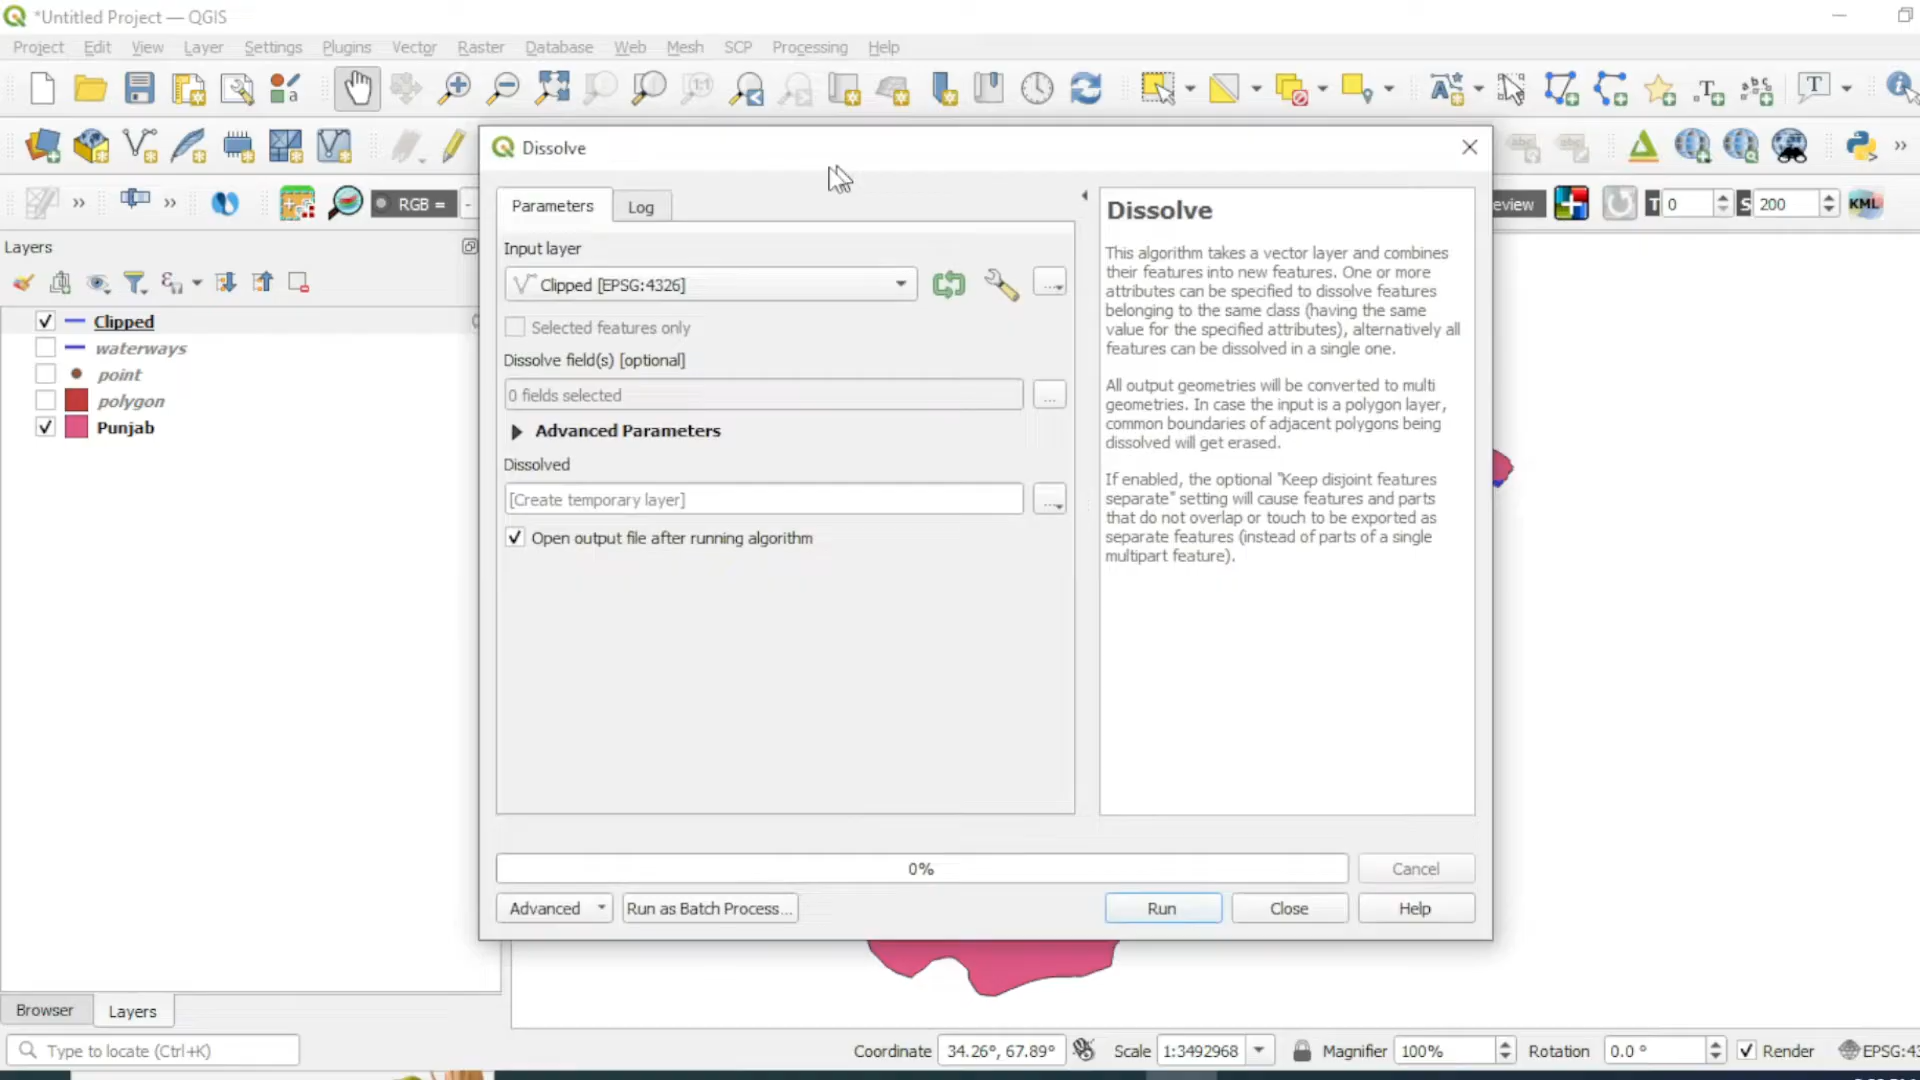 *Untitled Project — QGIS
Project Edit View Layer Settings Plugins Vector Raster Database Web Mesh SCP Processing Help
RGB =
eview T 0 S 200 KML
Layers
Clipped
waterways
point
polygon
Punjab
Dissolve
Parameters Log
Input layer
Clipped [EPSG:4326]
Selected features only
Dissolve field(s) [optional]
0 fields selected
...
Advanced Parameters
Dissolved
[Create temporary layer]
Open output file after running algorithm
Dissolve
This algorithm takes a vector layer and combines
their features into new features. One or more
attributes can be specified to dissolve features
belonging to the same class (having the same
value for the specified attributes), alternatively all
features can be dissolved in a single one.
All output geometries will be converted to multi
geometries. In case the input is a polygon layer,
common boundaries of adjacent polygons being
dissolved will get erased.
If enabled, the optional "Keep disjoint features
separate" setting will cause features and parts
that do not overlap or touch to be exported as
separate features (instead of parts of a single
multipart feature).
0%
Cancel
Advanced Run as Batch Process... Run Close Help
Browser Layers
Type to locate (Ctrl+K) Coordinate 34.26°, 67.89° Scale 1:3492968 Magnifier 100% Rotation 0.0 ° Render EPSG:43